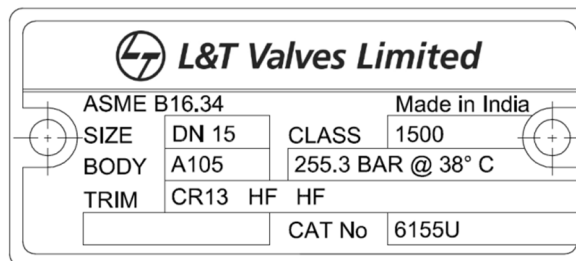 LT L&T Valves Limited
ASME B16.34 Made in India
SIZE DN 15 CLASS 1500
BODY A105 255.3 BAR @ 38° C
TRIM CR13 HF HF
CAT No 6155U